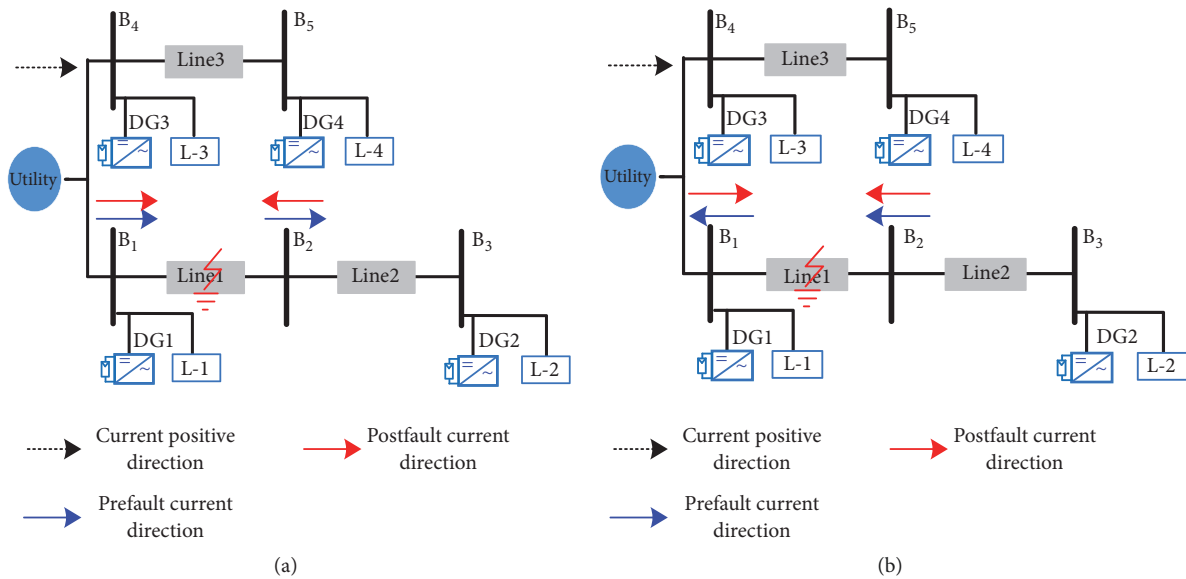 B4
B5
Line3
DG3
DG4
L-3
L-4
Utility
B1
B2
B3
Line1
Line2
DG1
DG2
L-1
L-2
=
~
=
~
=
~
=
~
Current positive
direction
Postfault current
direction
Prefault current
direction
(a)
B4
B5
Line3
DG3
DG4
L-3
L-4
Utility
B1
B2
B3
Line1
Line2
DG1
DG2
L-1
L-2
=
~
=
~
=
~
=
~
Current positive
direction
Postfault current
direction
Prefault current
direction
(b)